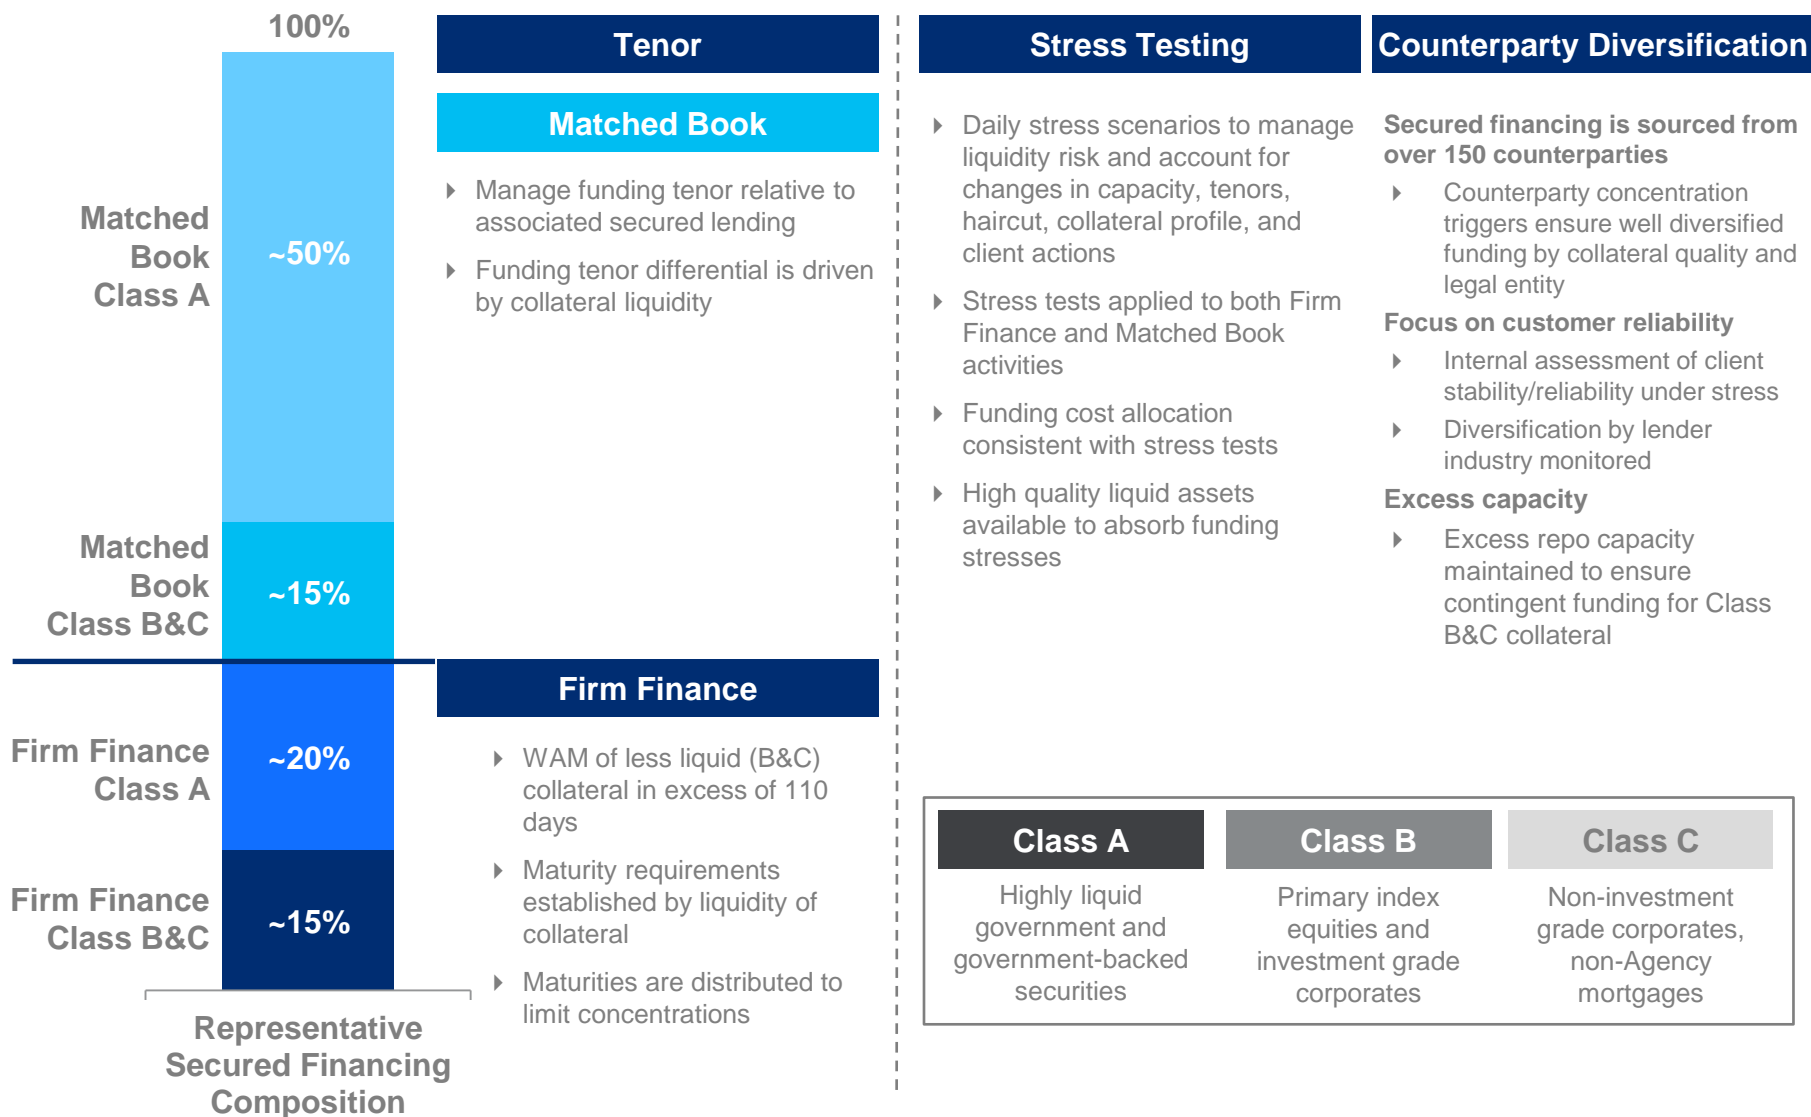 100%
Matched
Book
Class A
~50%
Matched
Book
Class B&C
~15%
Firm Finance
Class A
~20%
Firm Finance
Class B&C
~15%
Representative
Secured Financing
Composition
Tenor
Matched Book
Manage funding tenor relative to
associated secured lending
Funding tenor differential is driven
by collateral liquidity
Firm Finance
WAM of less liquid (B&C)
collateral in excess of 110
days
Maturity requirements
established by liquidity of
collateral
Maturities are distributed to
limit concentrations
Stress Testing
Daily stress scenarios to manage
liquidity risk and account for
changes in capacity, tenors,
haircut, collateral profile, and
client actions
Stress tests applied to both Firm
Finance and Matched Book
activities
Funding cost allocation
consistent with stress tests
High quality liquid assets
available to absorb funding
stresses
Counterparty Diversification
Secured financing is sourced from
over 150 counterparties
Counterparty concentration
triggers ensure well diversified
funding by collateral quality and
legal entity
Focus on customer reliability
Internal assessment of client
stability/reliability under stress
Diversification by lender
industry monitored
Excess capacity
Excess repo capacity
maintained to ensure
contingent funding for Class
B&C collateral
Class A
Highly liquid
government and
government-backed
securities
Class B
Primary index
equities and
investment grade
corporates
Class C
Non-investment
grade corporates,
non-Agency
mortgages